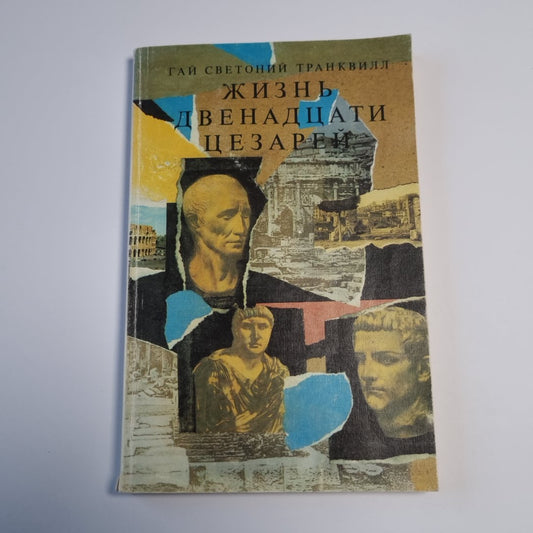 ГАЙ СВЕТОНИЙ ТРАНКВИЛЛ
ЖИЗНЬ
ДВЕНАДЦАТИ
ЦЕЗАРЕЙ